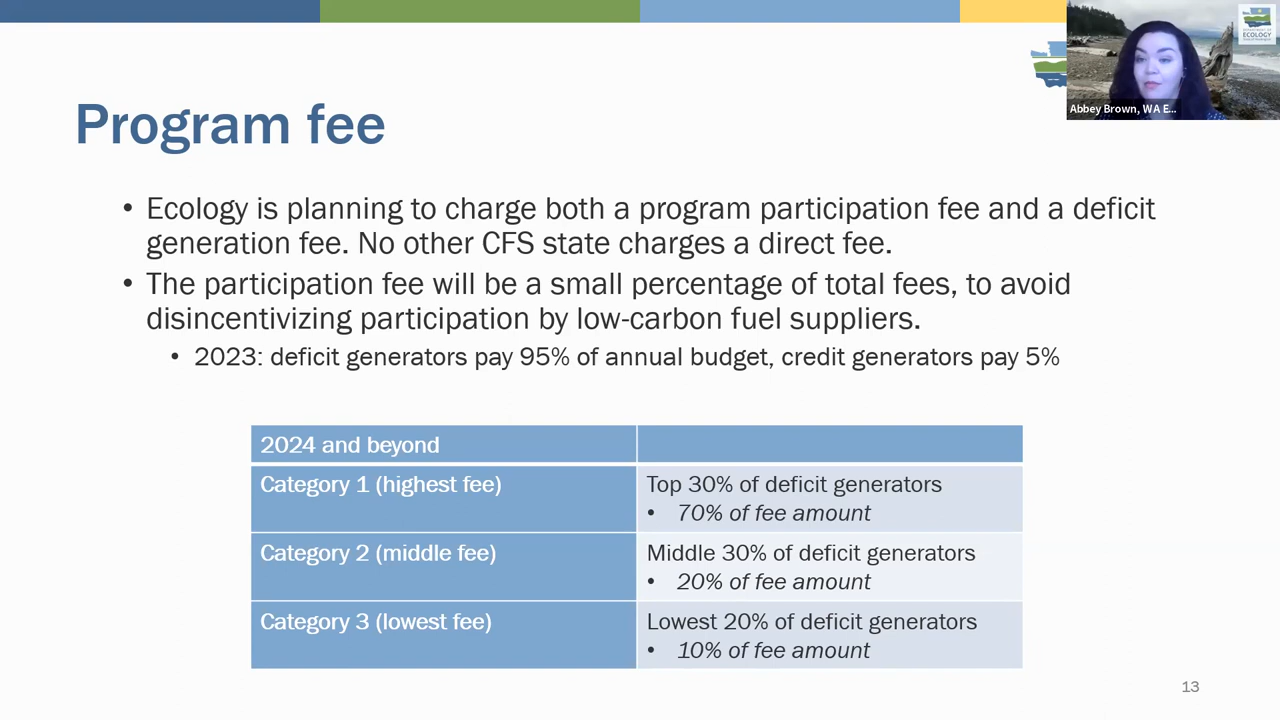 Program fee
• Ecology is planning to charge both a program participation fee and a deficit
generation fee. No other CFS state charges a direct fee.
• The participation fee will be a small percentage of total fees, to avoid
disincentivizing participation by low-carbon fuel suppliers.
• 2023: deficit generators pay 95% of annual budget, credit generators pay 5%
2024 and beyond
Category 1 (highest fee)
Top 30% of deficit generators
• 70% of fee amount
Category 2 (middle fee)
Middle 30% of deficit generators
• 20% of fee amount
Category 3 (lowest fee)
Lowest 20% of deficit generators
• 10% of fee amount
13
Abbey Brown, WA E...
ECOLOGY